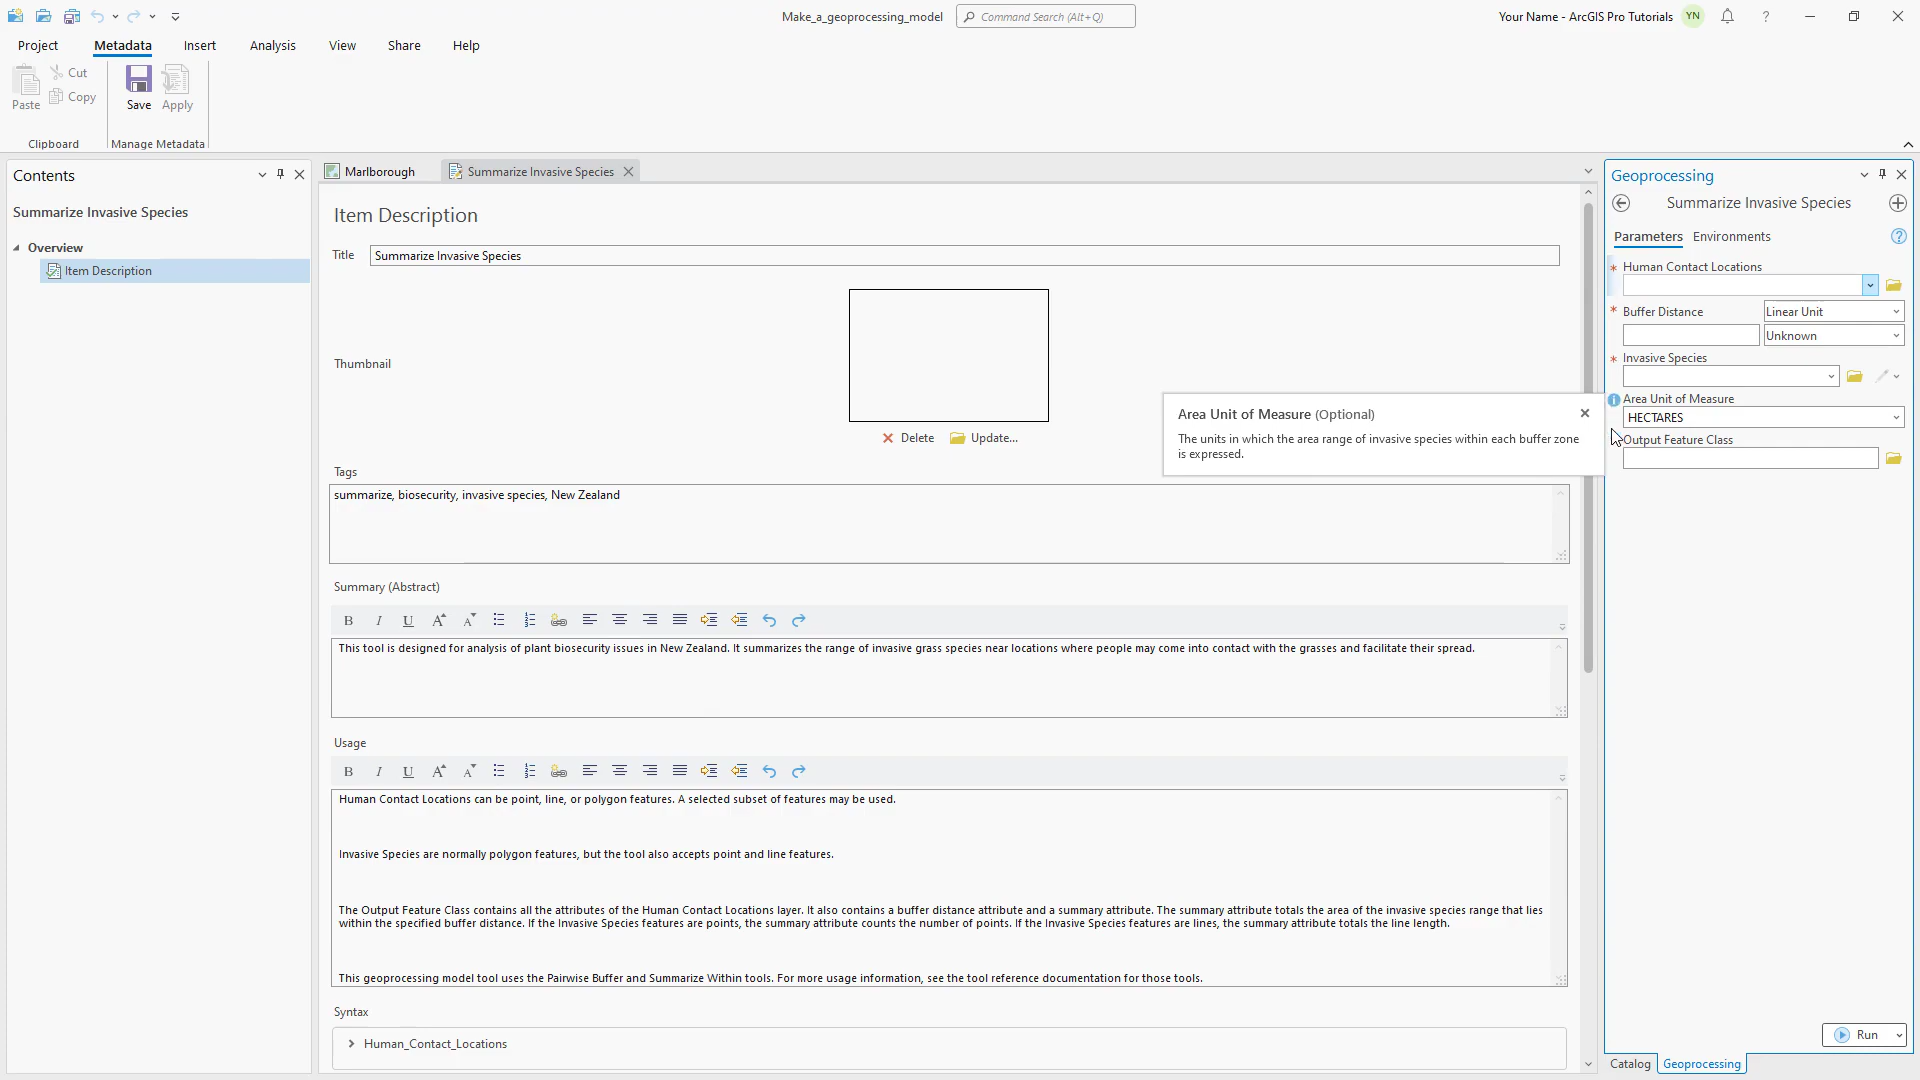 Make_a_geoprocessing_model
Command Search (Alt+Q)
Your Name - ArcGIS Pro Tutorials
YN
?
Project
Metadata
Insert
Analysis
View
Share
Help
Paste
Cut
Copy
Save
Apply
Clipboard
Manage Metadata
Contents
Summarize Invasive Species
Overview
Item Description
Marlborough
Summarize Invasive Species
Item Description
Title
Summarize Invasive Species
Thumbnail
Delete
Update...
Tags
summarize, biosecurity, invasive species, New Zealand
Summary (Abstract)
B I U A A
This tool is designed for analysis of plant biosecurity issues in New Zealand. It summarizes the range of invasive grass species near locations where people may come into contact with the grasses and facilitate their spread.
Usage
B I U A A
Human Contact Locations can be point, line, or polygon features. A selected subset of features may be used.
Invasive Species are normally polygon features, but the tool also accepts point and line features.
The Output Feature Class contains all the attributes of the Human Contact Locations layer. It also contains a buffer distance attribute and a summary attribute. The summary attribute totals the area of the invasive species range that lies
within the specified buffer distance. If the Invasive Species features are points, the summary attribute counts the number of points. If the Invasive Species features are lines, the summary attribute totals the line length.
This geoprocessing model tool uses the Pairwise Buffer and Summarize Within tools. For more usage information, see the tool reference documentation for those tools.
Syntax
Human_Contact_Locations
Area Unit of Measure (Optional)
The units in which the area range of invasive species within each buffer zone
is expressed.
Geoprocessing
Summarize Invasive Species
Parameters
Environments
?
* Human Contact Locations
* Buffer Distance
Linear Unit
Unknown
* Invasive Species
Area Unit of Measure
HECTARES
Output Feature Class
Run
Catalog
Geoprocessing